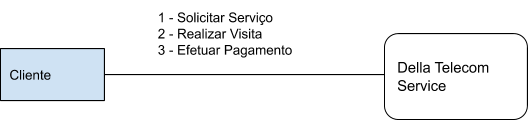 1 - Solicitar Serviço
2 - Realizar Visita
3 - Efetuar Pagamento
Cliente
Della Telecom
Service